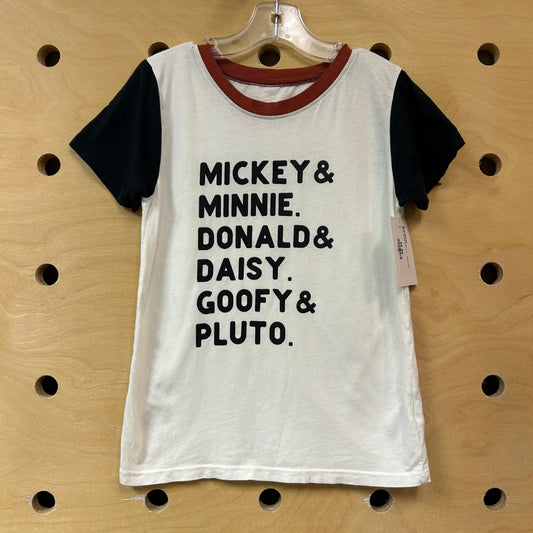 MICKEY &
MINNIE.
DONALD &
DAISY.
GOOFY &
PLUTO.